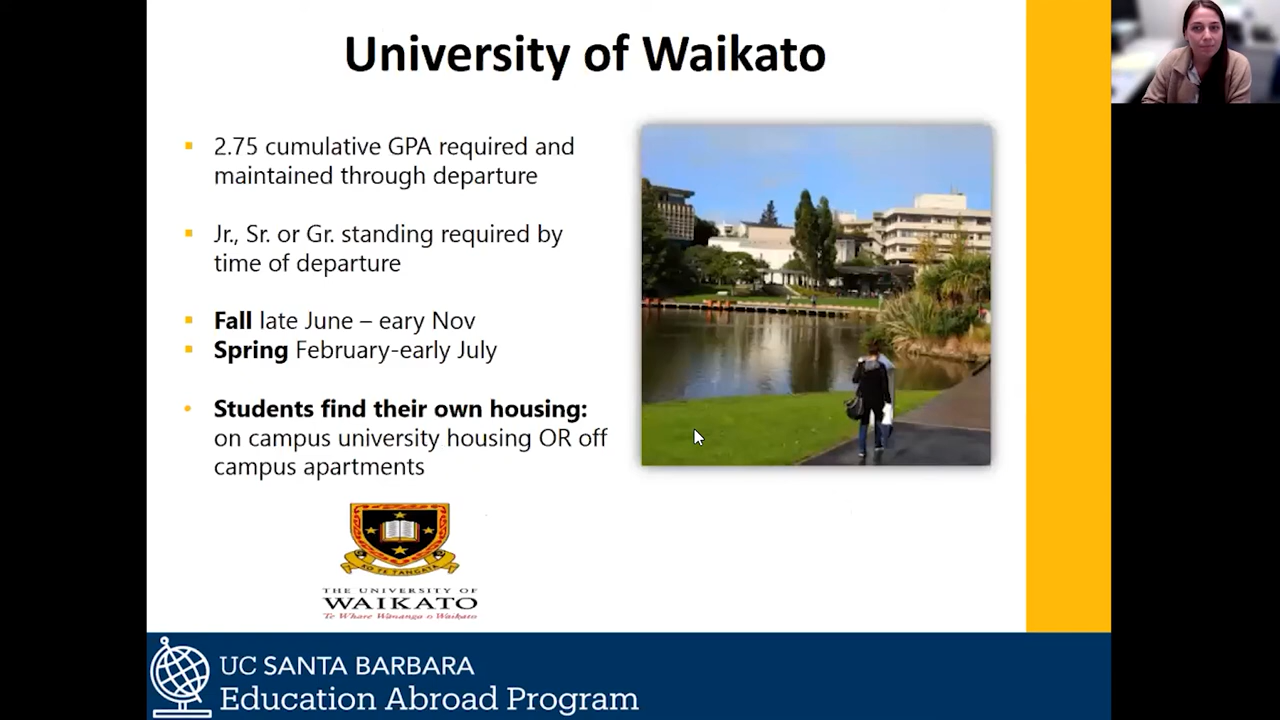 University of Waikato
2.75 cumulative GPA required and
maintained through departure
Jr., Sr. or Gr. standing required by
time of departure
Fall late June – eary Nov
Spring February-early July
Students find their own housing:
on campus university housing OR off
campus apartments
KO TE TANGATA
THE UNIVERSITY OF
WAIKATO
Te Whare Wānanga o Waikato
UC SANTA BARBARA
Education Abroad Program